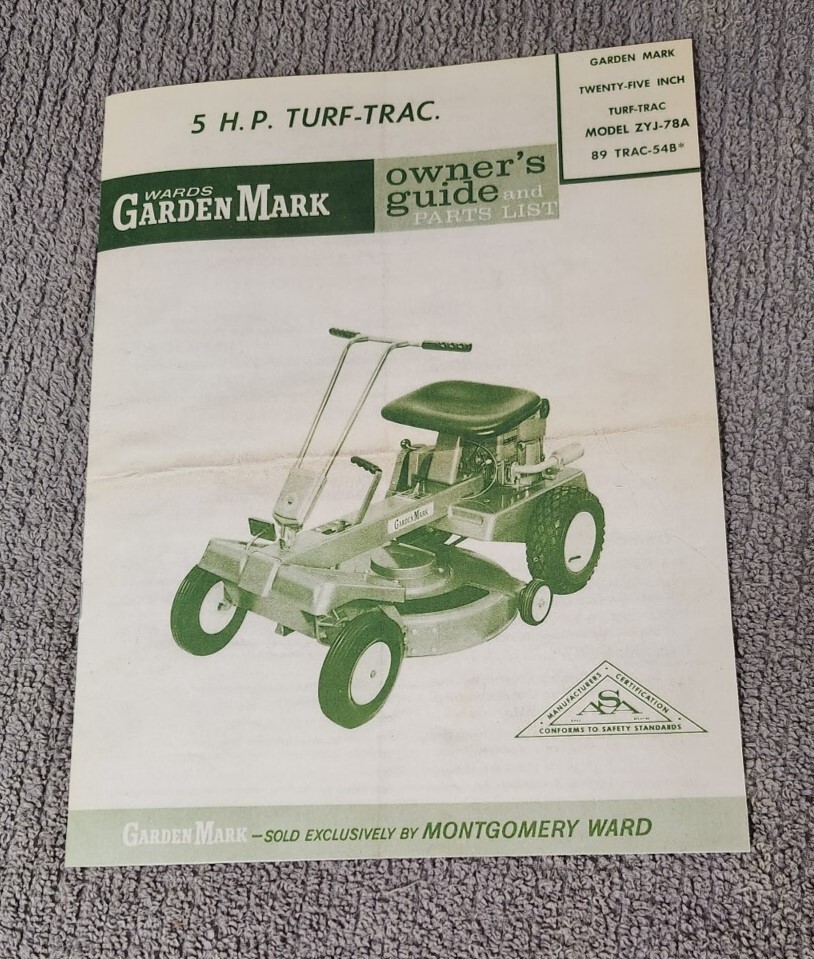 GARDEN MARK
TWENTY-FIVE INCH
TURF-TRAC
MODEL ZYJ-78A
89 TRAC-54B*
5 H.P. TURF-TRAC.
WARDS
GARDEN MARK
owner's
guide and
PARTS LIST
GARDEN MARK
MANUFACTURERS · CERTIFICATION
ASA
CONFORMS TO SAFETY STANDARDS
GARDEN MARK — SOLD EXCLUSIVELY BY MONTGOMERY WARD